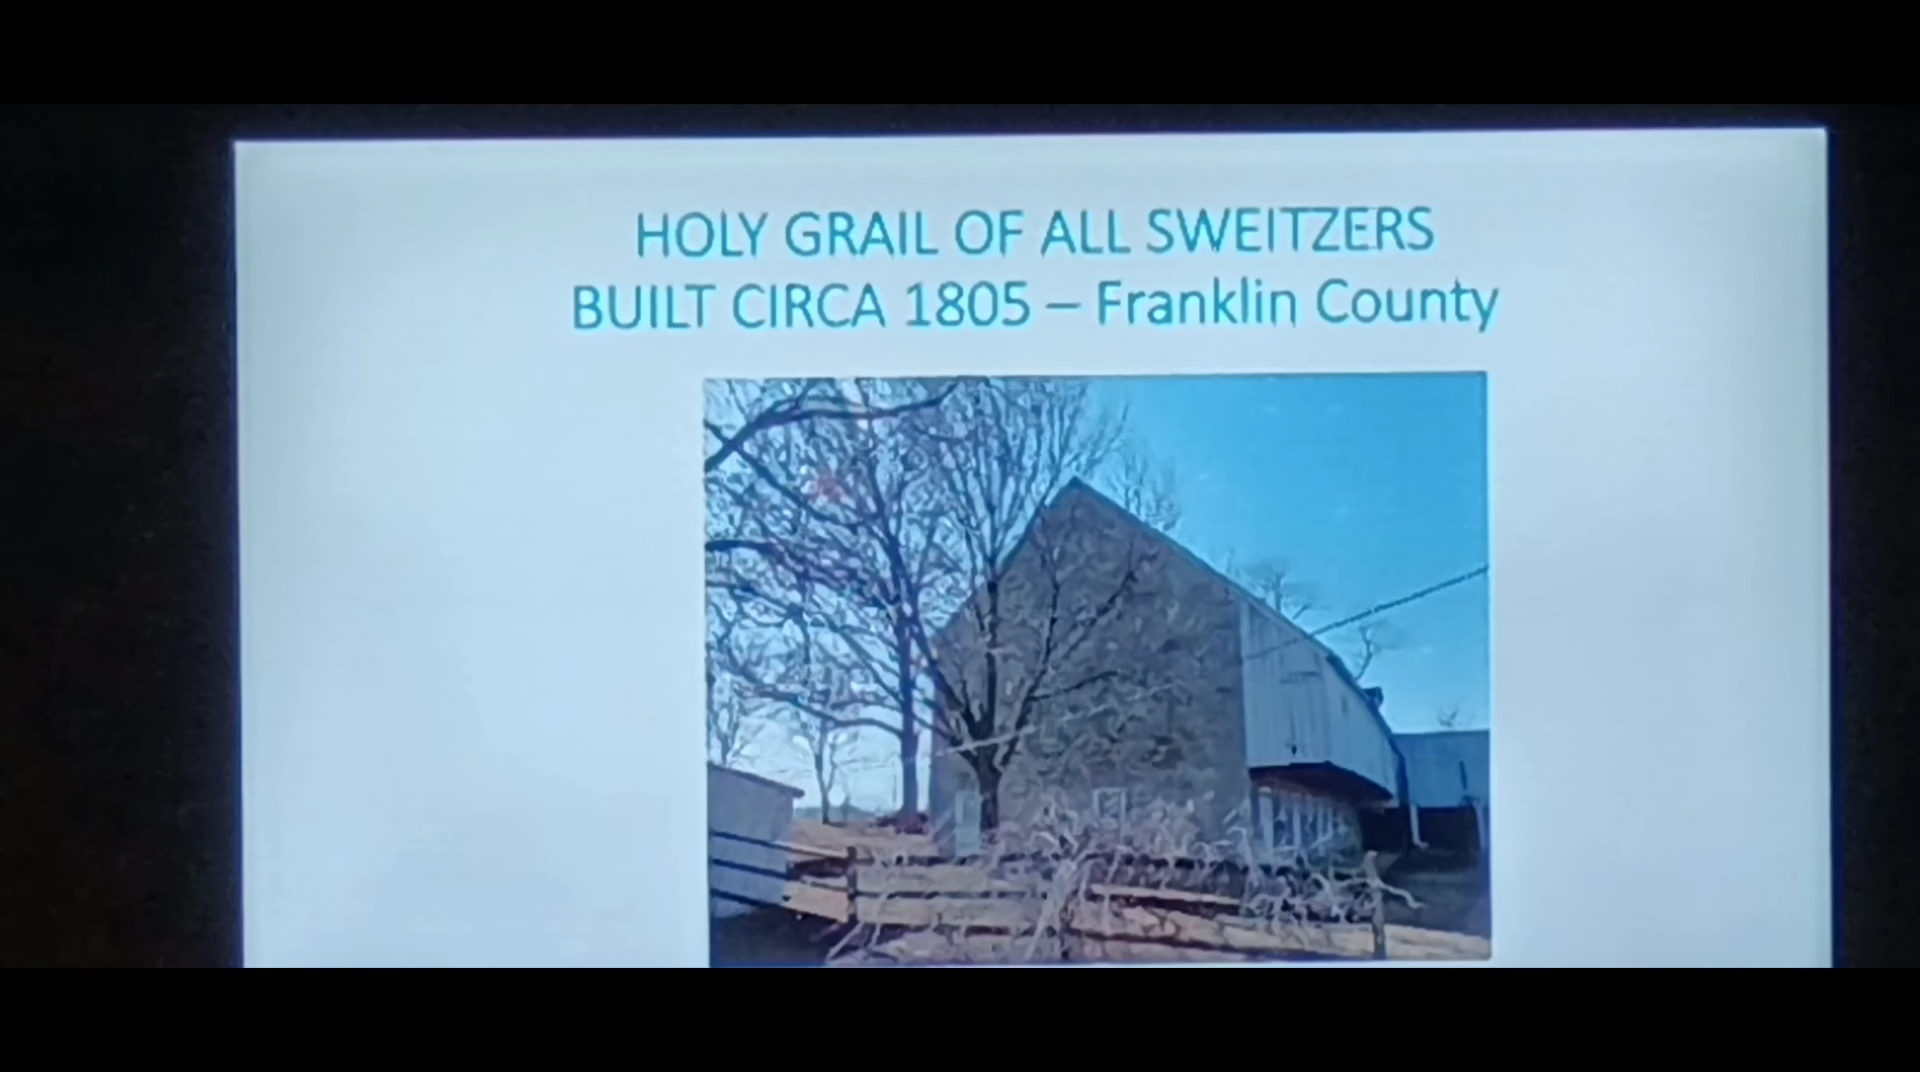 HOLY GRAIL OF ALL SWEITZERS
BUILT CIRCA 1805 – Franklin County